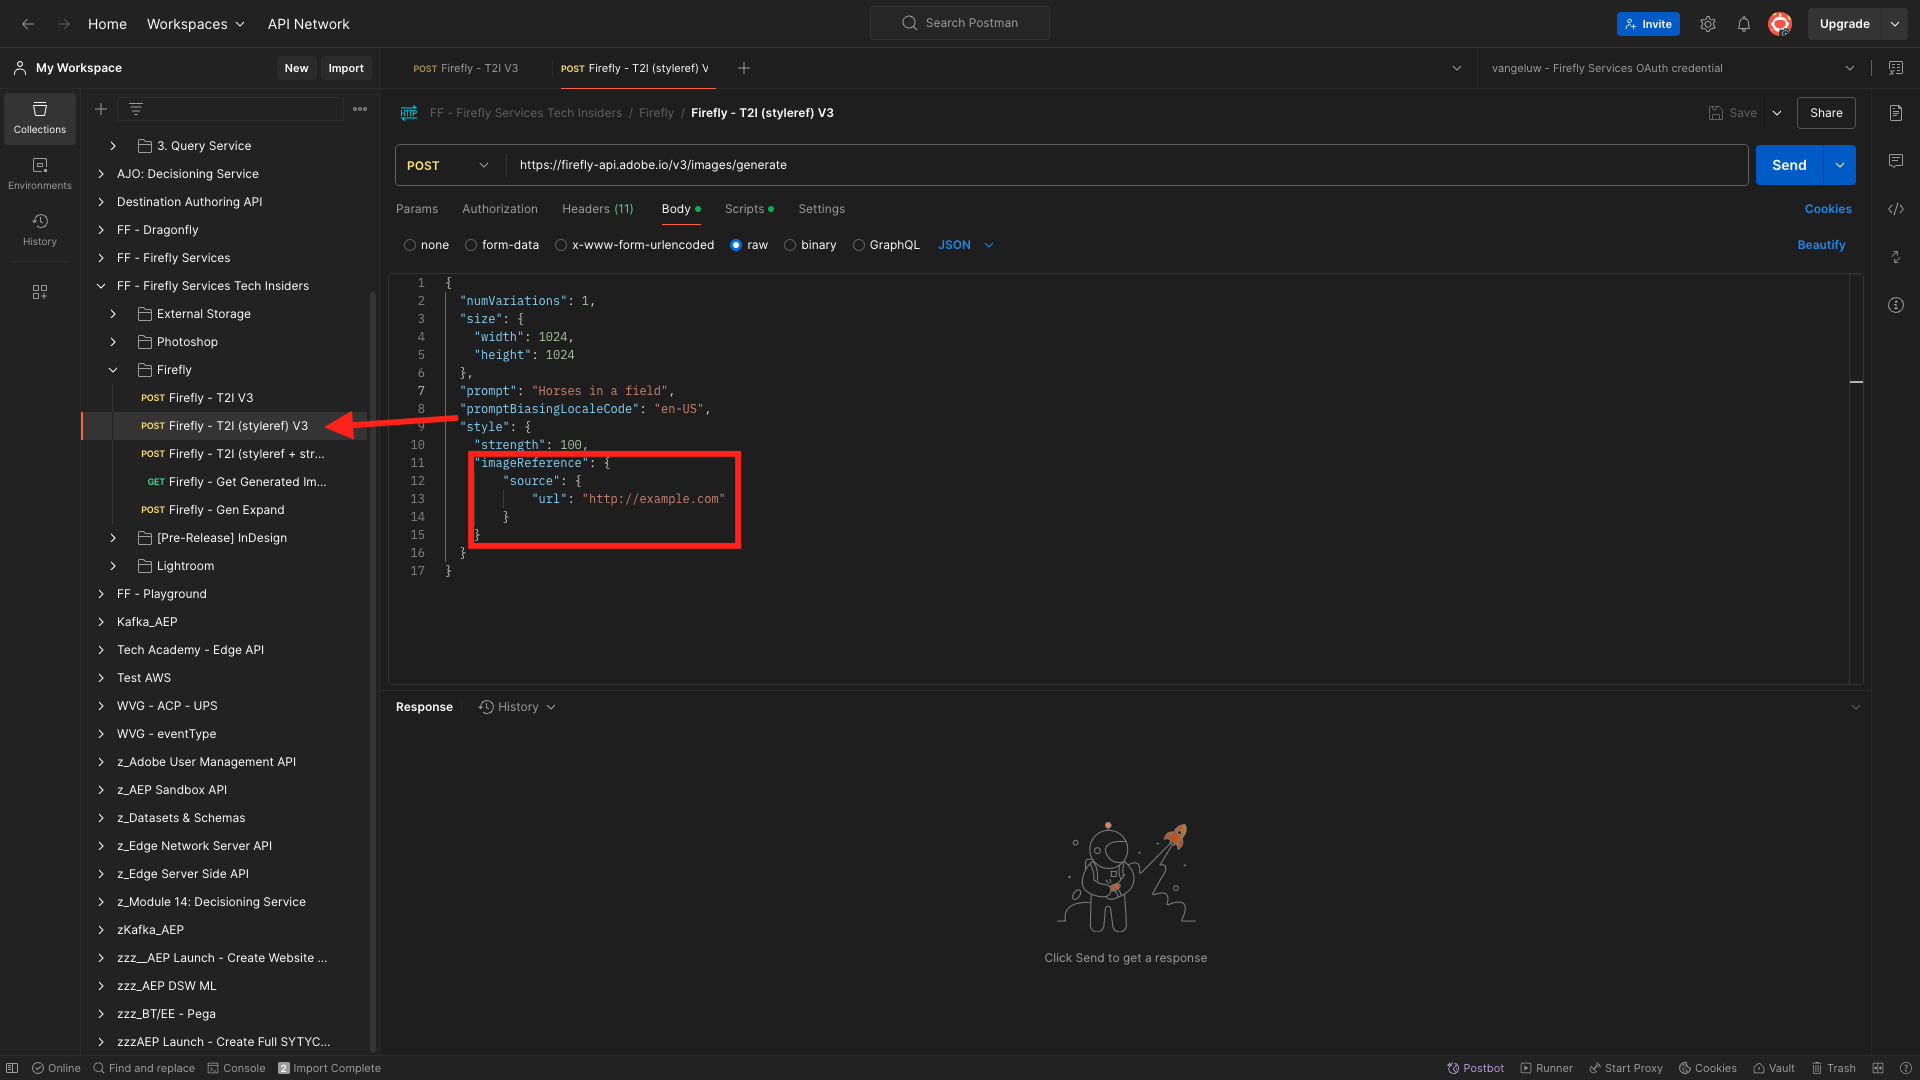 Home
Workspaces
API Network
Search Postman
Invite
Upgrade
My Workspace
New
Import
POST Firefly - T2I V3
POST Firefly - T2I (styleref) V
vangeluw - Firefly Services OAuth credential
Collections
Environments
History
3. Query Service
AJO: Decisioning Service
Destination Authoring API
FF - Dragonfly
FF - Firefly Services
FF - Firefly Services Tech Insiders
External Storage
Photoshop
Firefly
POST Firefly - T2I V3
POST Firefly - T2I (styleref) V3
POST Firefly - T2I (styleref + str...
GET Firefly - Get Generated Im...
POST Firefly - Gen Expand
[Pre-Release] InDesign
Lightroom
FF - Playground
Kafka_AEP
Tech Academy - Edge API
Test AWS
WVG - ACP - UPS
WVG - eventType
z_Adobe User Management API
z_AEP Sandbox API
z_Datasets & Schemas
z_Edge Network Server API
z_Edge Server Side API
z_Module 14: Decisioning Service
zKafka_AEP
zzz__AEP Launch - Create Website ...
zzz_AEP DSW ML
zzz_BT/EE - Pega
zzzAEP Launch - Create Full SYTYC...
HTTP FF - Firefly Services Tech Insiders / Firefly / Firefly - T2I (styleref) V3
Save
Share
POST
https://firefly-api.adobe.io/v3/images/generate
Send
Params
Authorization
Headers (11)
Body
Scripts
Settings
Cookies
none
form-data
x-www-form-urlencoded
raw
binary
GraphQL
JSON
Beautify
1 {
2 "numVariations": 1,
3 "size": {
4 "width": 1024,
5 "height": 1024
6 },
7 "prompt": "Horses in a field",
8 "promptBiasingLocaleCode": "en-US",
9 "style": {
10 "strength": 100,
11 "imageReference": {
12 "source": {
13 "url": "http://example.com"
14 }
15 }
16 }
17 }
Response
History
Click Send to get a response
Online
Find and replace
Console
2 Import Complete
Postbot
Runner
Start Proxy
Cookies
Vault
Trash